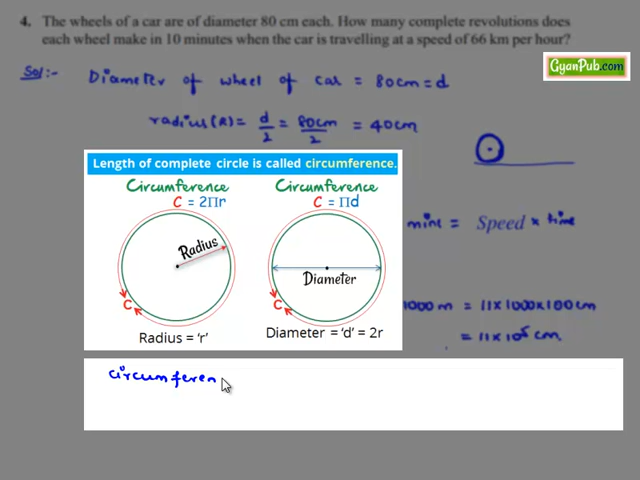 4. The wheels of a car are of diameter 80 cm each. How many complete revolutions does
each wheel make in 10 minutes when the car is travelling at a speed of 66 km per hour?
GyanPub.com
Sol:- Diameter of wheel of car = 80cm = d
radius(R) = d/2 = 80cm/2 = 40cm
Length of complete circle is called circumference.
Circumference Circumference
C = 2Πr C = Πd
mins = Speed × time
Radius
Diameter
C C
1000 m = 11×1000×100 cm
Radius = 'r' Diameter = 'd' = 2r
= 11×10⁵ cm
circumferen